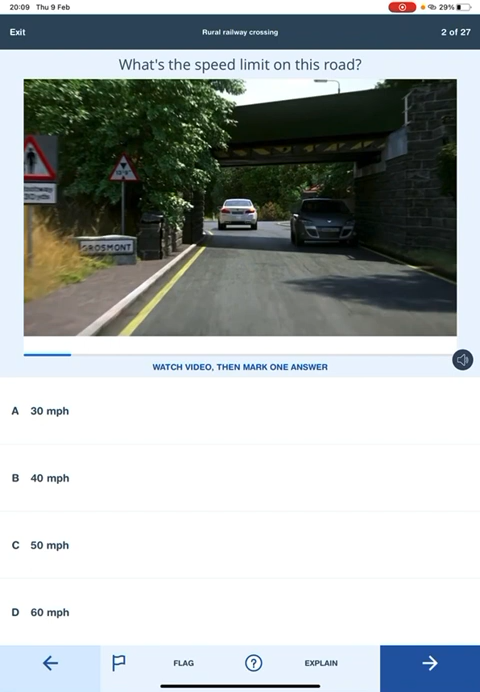 20:09 Thu 9 Feb
29%
Exit
Rural railway crossing
2 of 27
What's the speed limit on this road?
GROSMONT
WATCH VIDEO, THEN MARK ONE ANSWER
A 30 mph
B 40 mph
C 50 mph
D 60 mph
FLAG
?
EXPLAIN